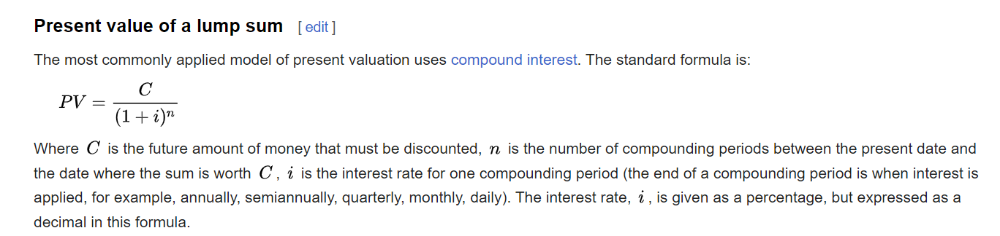 Present value of a lump sum [ edit ]
The most commonly applied model of present valuation uses compound interest. The standard formula is:
PV = C / (1 + i)^n
Where C is the future amount of money that must be discounted, n is the number of compounding periods between the present date and
the date where the sum is worth C, i is the interest rate for one compounding period (the end of a compounding period is when interest is
applied, for example, annually, semiannually, quarterly, monthly, daily). The interest rate, i, is given as a percentage, but expressed as a
decimal in this formula.